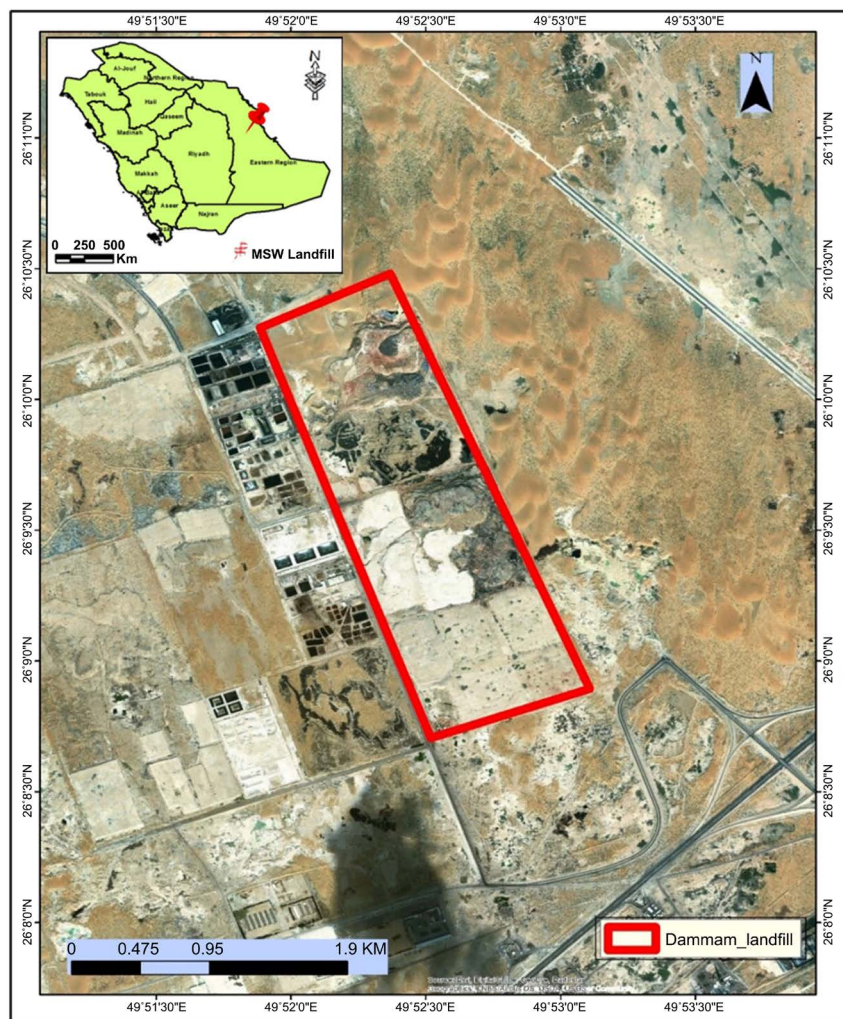 49°51'30"E 49°52'0"E 49°52'30"E 49°53'0"E 49°53'30"E
N
N
Al-Jouf
Northern Region
Tabouk
Hail
Qaseem
Madinah
Riyadh
Eastern Region
Makkah
Aseer
Najran
0 250 500
Km
MSW Landfill
26°11'0"N 26°11'0"N
26°10'30"N 26°10'30"N
26°10'0"N 26°10'0"N
26°9'30"N 26°9'30"N
26°9'0"N 26°9'0"N
26°8'30"N 26°8'30"N
26°8'0"N 26°8'0"N
Dammam_landfill
0 0.475 0.95 1.9 KM
49°51'30"E 49°52'0"E 49°52'30"E 49°53'0"E 49°53'30"E